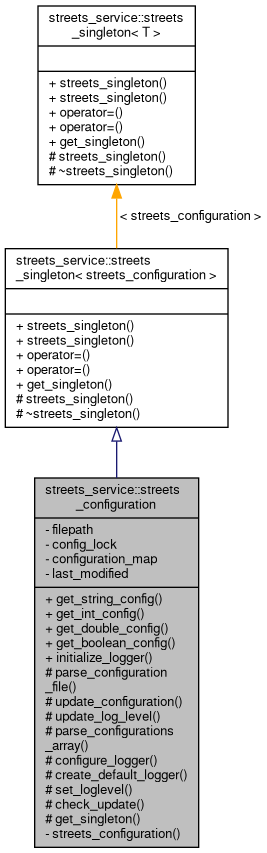 streets_service::streets
_singleton< T >
+ streets_singleton()
+ streets_singleton()
+ operator=()
+ operator=()
+ get_singleton()
# streets_singleton()
# ~streets_singleton()
< streets_configuration >
streets_service::streets
_singleton< streets_configuration >
+ streets_singleton()
+ streets_singleton()
+ operator=()
+ operator=()
+ get_singleton()
# streets_singleton()
# ~streets_singleton()
streets_service::streets
_configuration
- filepath
- config_lock
- configuration_map
- last_modified
+ get_string_config()
+ get_int_config()
+ get_double_config()
+ get_boolean_config()
+ initialize_logger()
# parse_configuration
_file()
# update_configuration()
# update_log_level()
# parse_configurations
_array()
# configure_logger()
# create_default_logger()
# set_loglevel()
# check_update()
# get_singleton()
- streets_configuration()